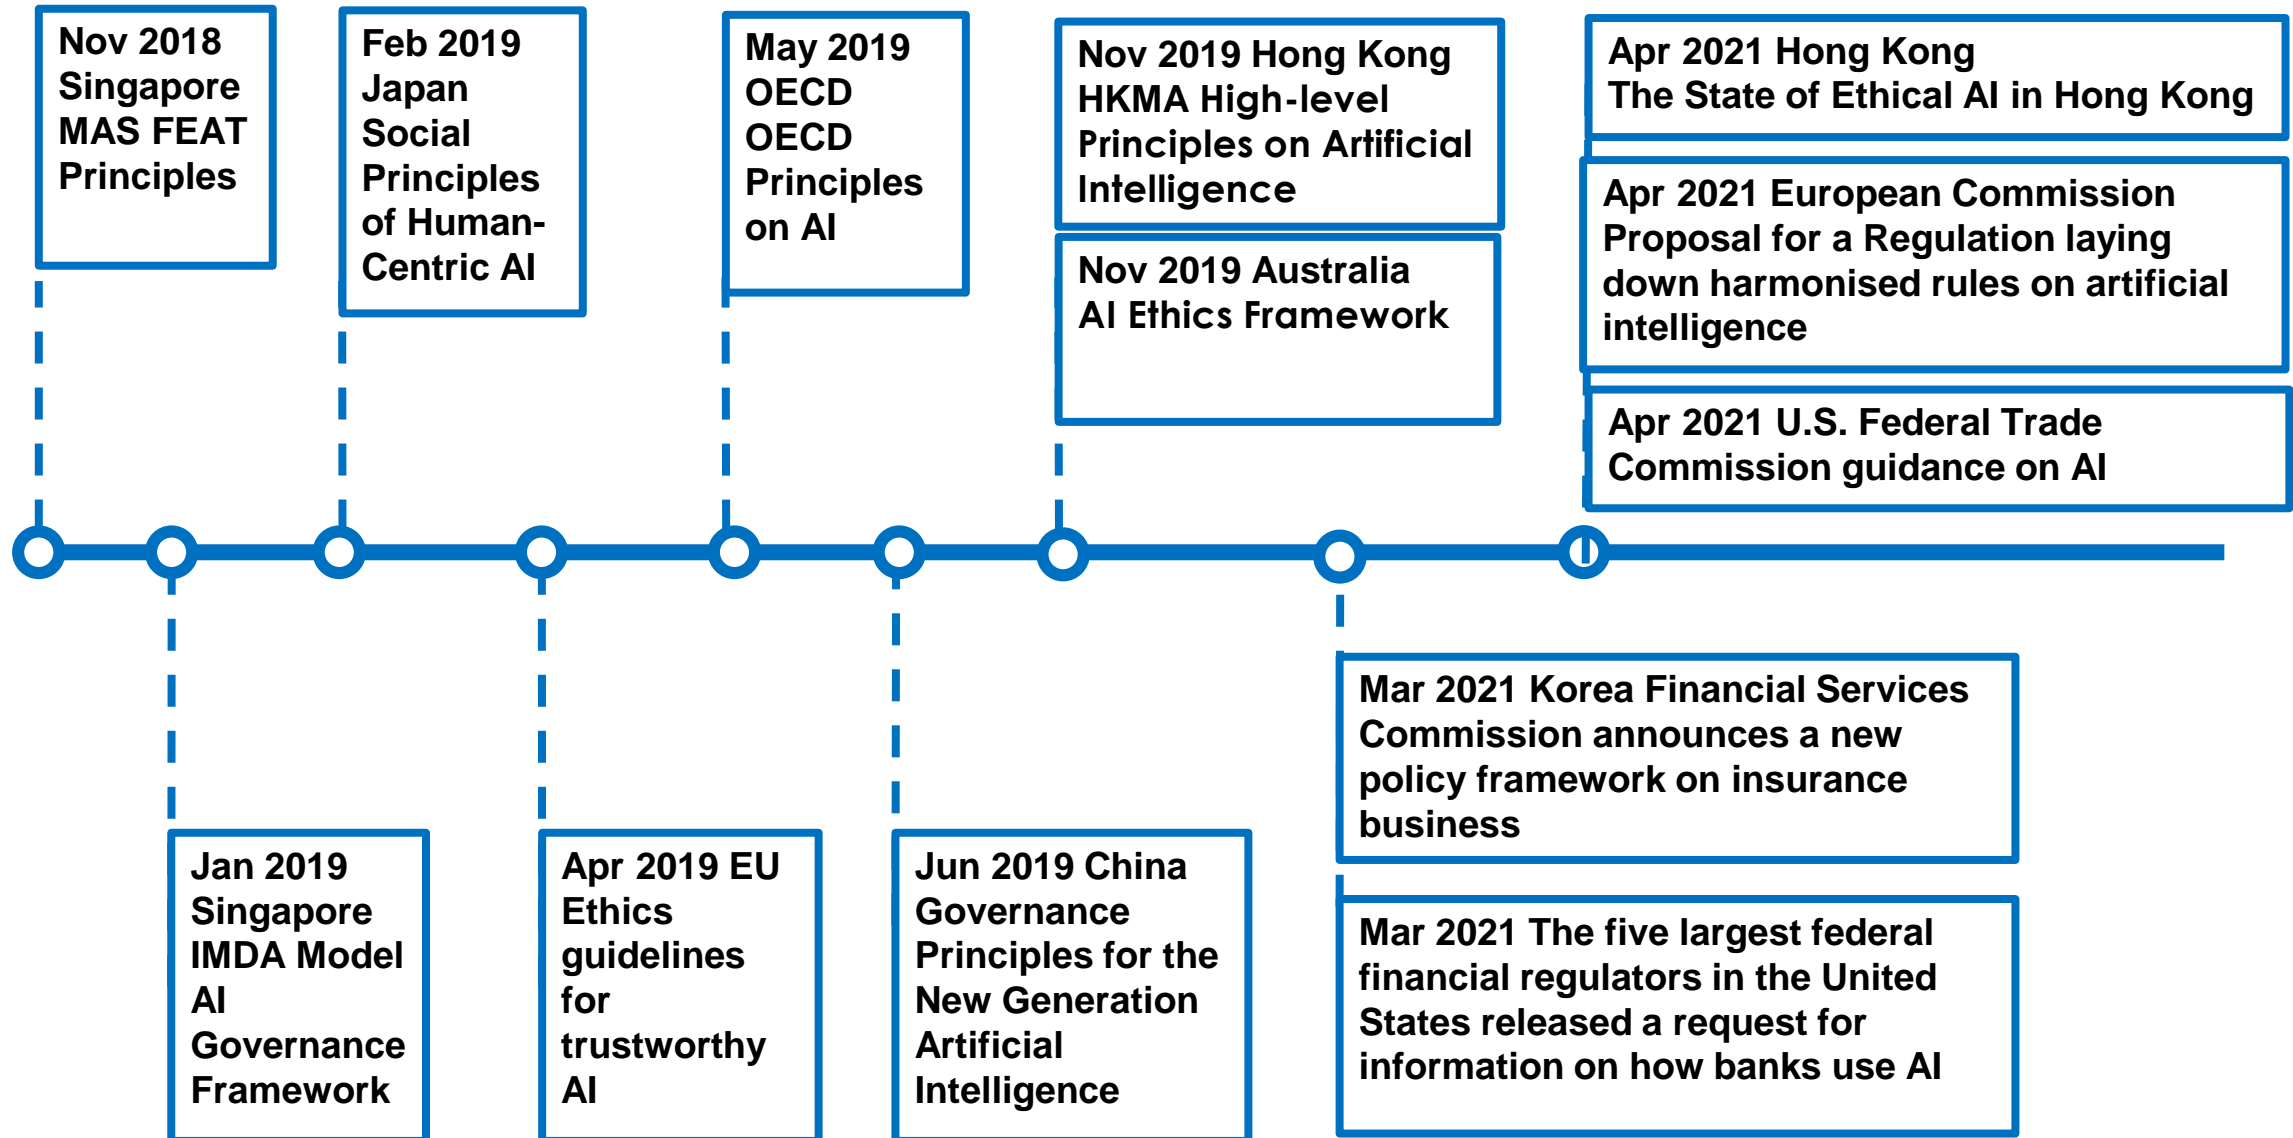 Nov 2018
Singapore
MAS FEAT
Principles
Feb 2019
Japan
Social
Principles
of Human-
Centric AI
May 2019
OECD
OECD
Principles
on AI
Nov 2019 Hong Kong
HKMA High-level
Principles on Artificial
Intelligence
Nov 2019 Australia
AI Ethics Framework
Apr 2021 Hong Kong
The State of Ethical AI in Hong Kong
Apr 2021 European Commission
Proposal for a Regulation laying
down harmonised rules on artificial
intelligence
Apr 2021 U.S. Federal Trade
Commission guidance on AI
Jan 2019
Singapore
IMDA Model
AI
Governance
Framework
Apr 2019 EU
Ethics
guidelines
for
trustworthy
AI
Jun 2019 China
Governance
Principles for the
New Generation
Artificial
Intelligence
Mar 2021 Korea Financial Services
Commission announces a new
policy framework on insurance
business
Mar 2021 The five largest federal
financial regulators in the United
States released a request for
information on how banks use AI